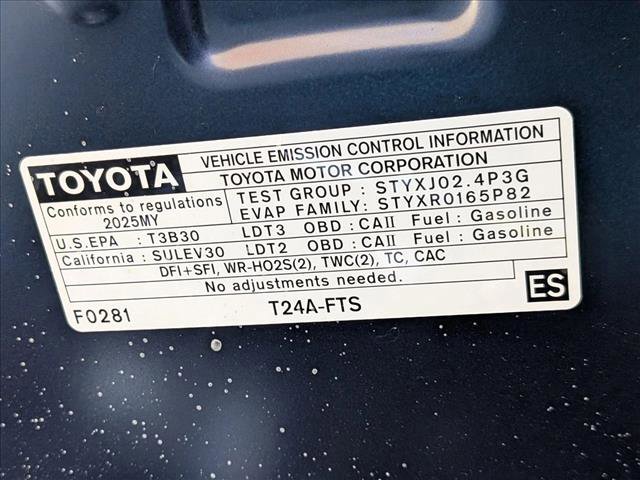 TOYOTA
VEHICLE EMISSION CONTROL INFORMATION
TOYOTA MOTOR CORPORATION
Conforms to regulations
2025MY
TEST GROUP : STYXJ02.4P3G
EVAP FAMILY: STYXR0165P82
U.S.EPA : T3B30 LDT3 OBD : CAII Fuel : Gasoline
California : SULEV30 LDT2 OBD : CAII Fuel : Gasoline
DFI+SFI, WR-HO2S(2), TWC(2), TC, CAC
No adjustments needed.
F0281 T24A-FTS ES